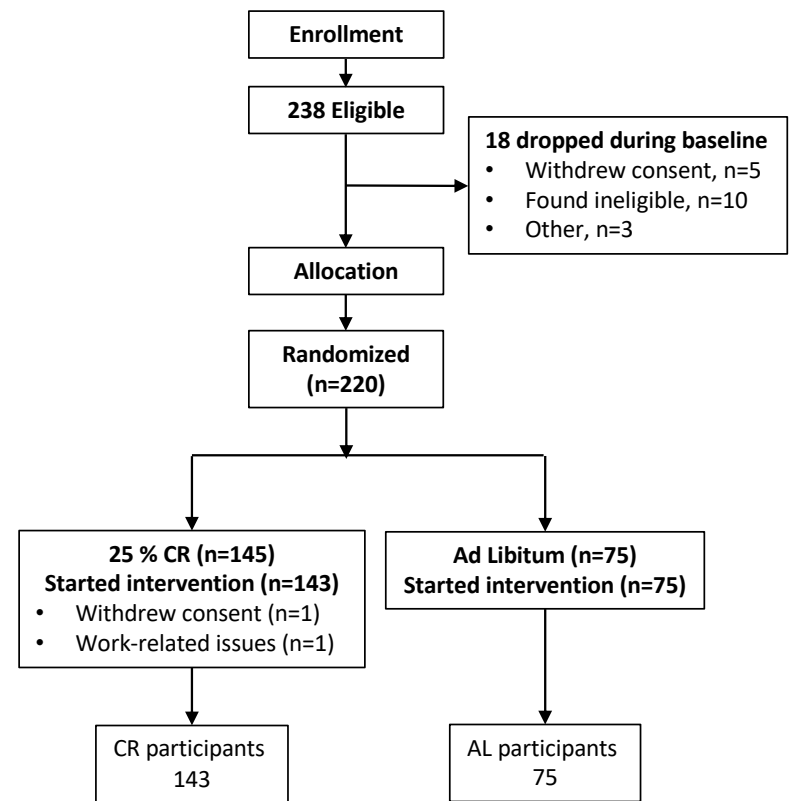 Enrollment
238 Eligible
18 dropped during baseline
• Withdrew consent, n=5
• Found ineligible, n=10
• Other, n=3
Allocation
Randomized
(n=220)
25 % CR (n=145)
Started intervention (n=143)
• Withdrew consent (n=1)
• Work-related issues (n=1)
Ad Libitum (n=75)
Started intervention (n=75)
CR participants
143
AL participants
75